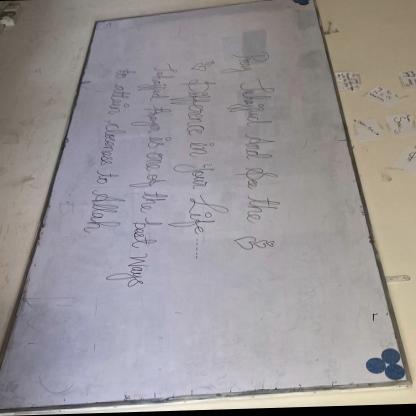 Pray Tahajjud And See the
Difference in Your Life.....
Tahajjud Prayer is one of the best Ways
to attain closeness to Allah